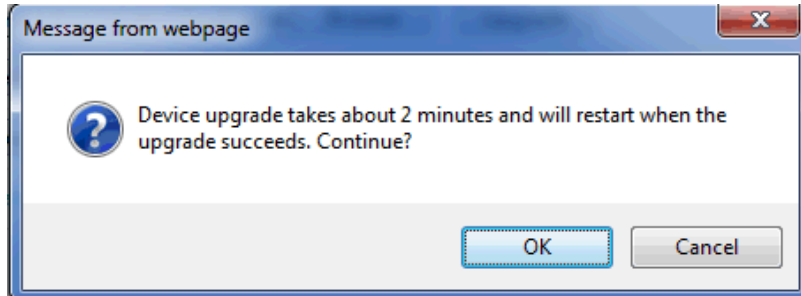 Message from webpage
Device upgrade takes about 2 minutes and will restart when the
upgrade succeeds. Continue?
OK
Cancel